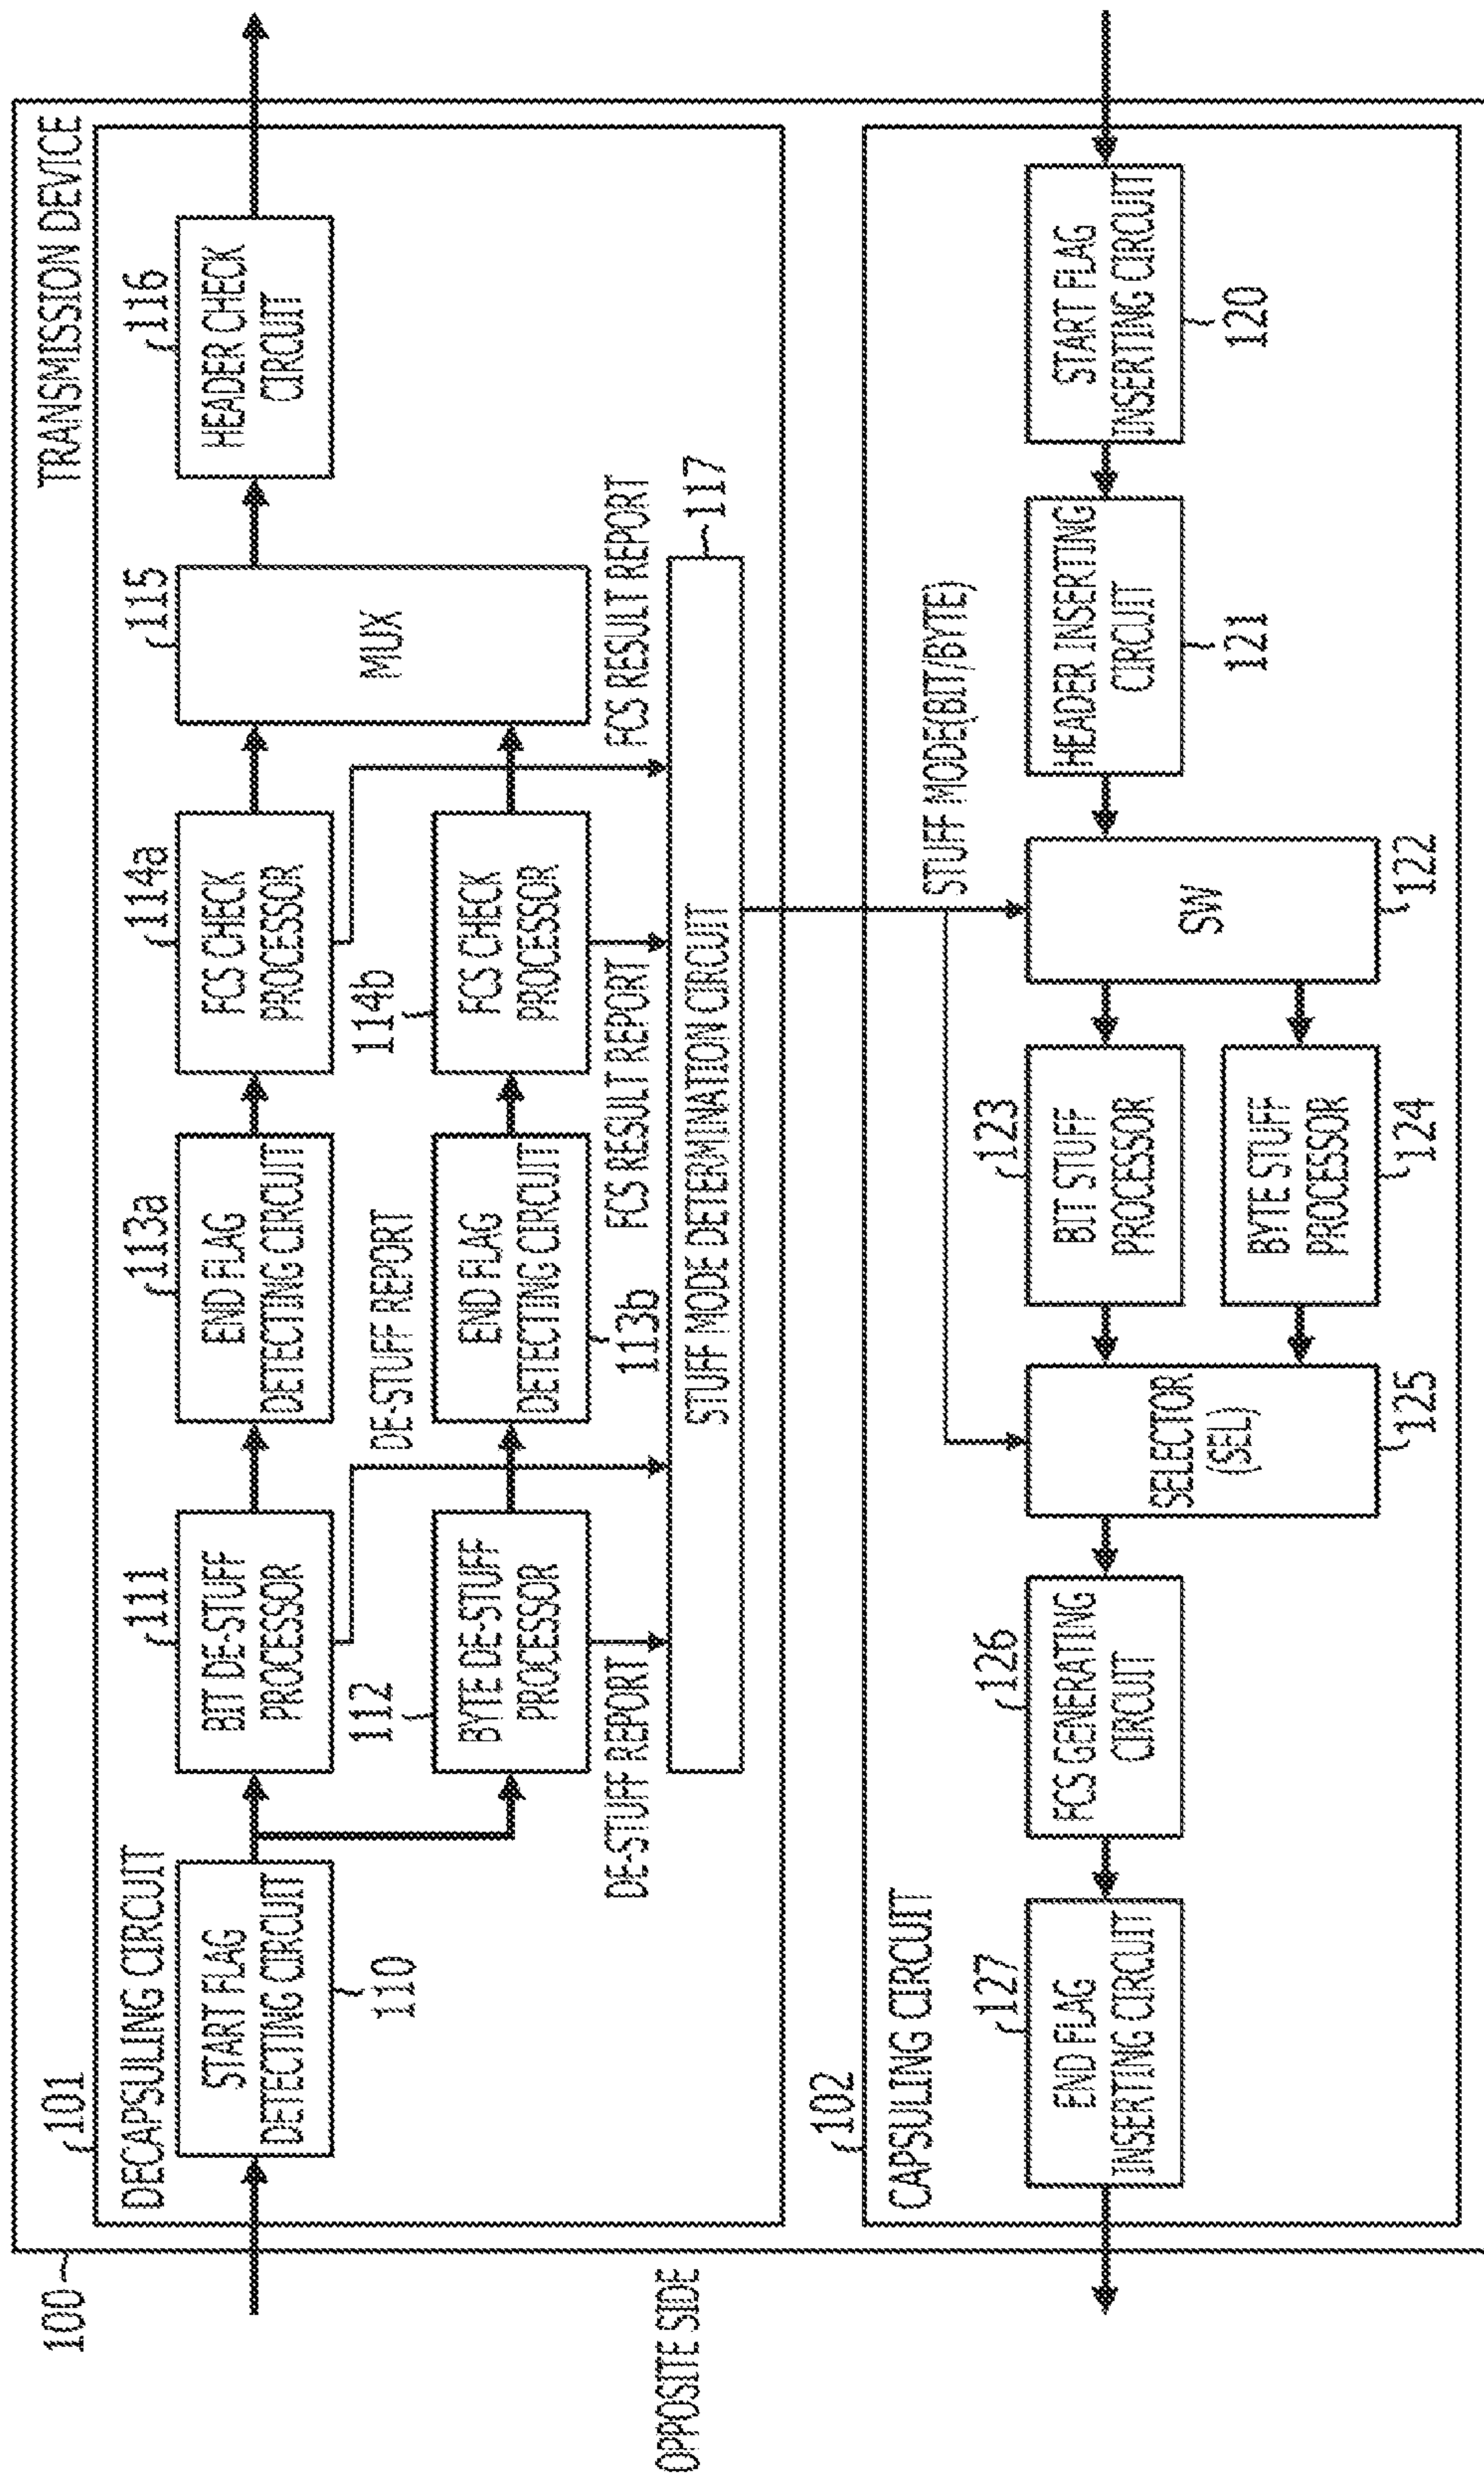 100
TRANSMISSION DEVICE
101
DECAPSULING CIRCUIT
START FLAG
DETECTING CIRCUIT
110
111
BIT DE-STUFF
PROCESSOR
112
BYTE DE-STUFF
PROCESSOR
DE-STUFF REPORT
113a
END FLAG
DETECTING CIRCUIT
DE-STUFF REPORT
END FLAG
DETECTING CIRCUIT
113b
114a
FCS CHECK
PROCESSOR
114b
FCS CHECK
PROCESSOR
FCS RESULT REPORT
115
MUX
FCS RESULT REPORT
116
HEADER CHECK
CIRCUIT
STUFF MODE DETERMINATION CIRCUIT
117
OPPOSITE SIDE
102
CAPSULING CIRCUIT
STUFF MODE(BIT/BYTE)
127
END FLAG
INSERTING CIRCUIT
126
FCS GENERATING
CIRCUIT
SELECTOR
(SEL)
125
123
BIT STUFF
PROCESSOR
BYTE STUFF
PROCESSOR
124
SW
122
HEADER INSERTING
CIRCUIT
121
START FLAG
INSERTING CIRCUIT
120